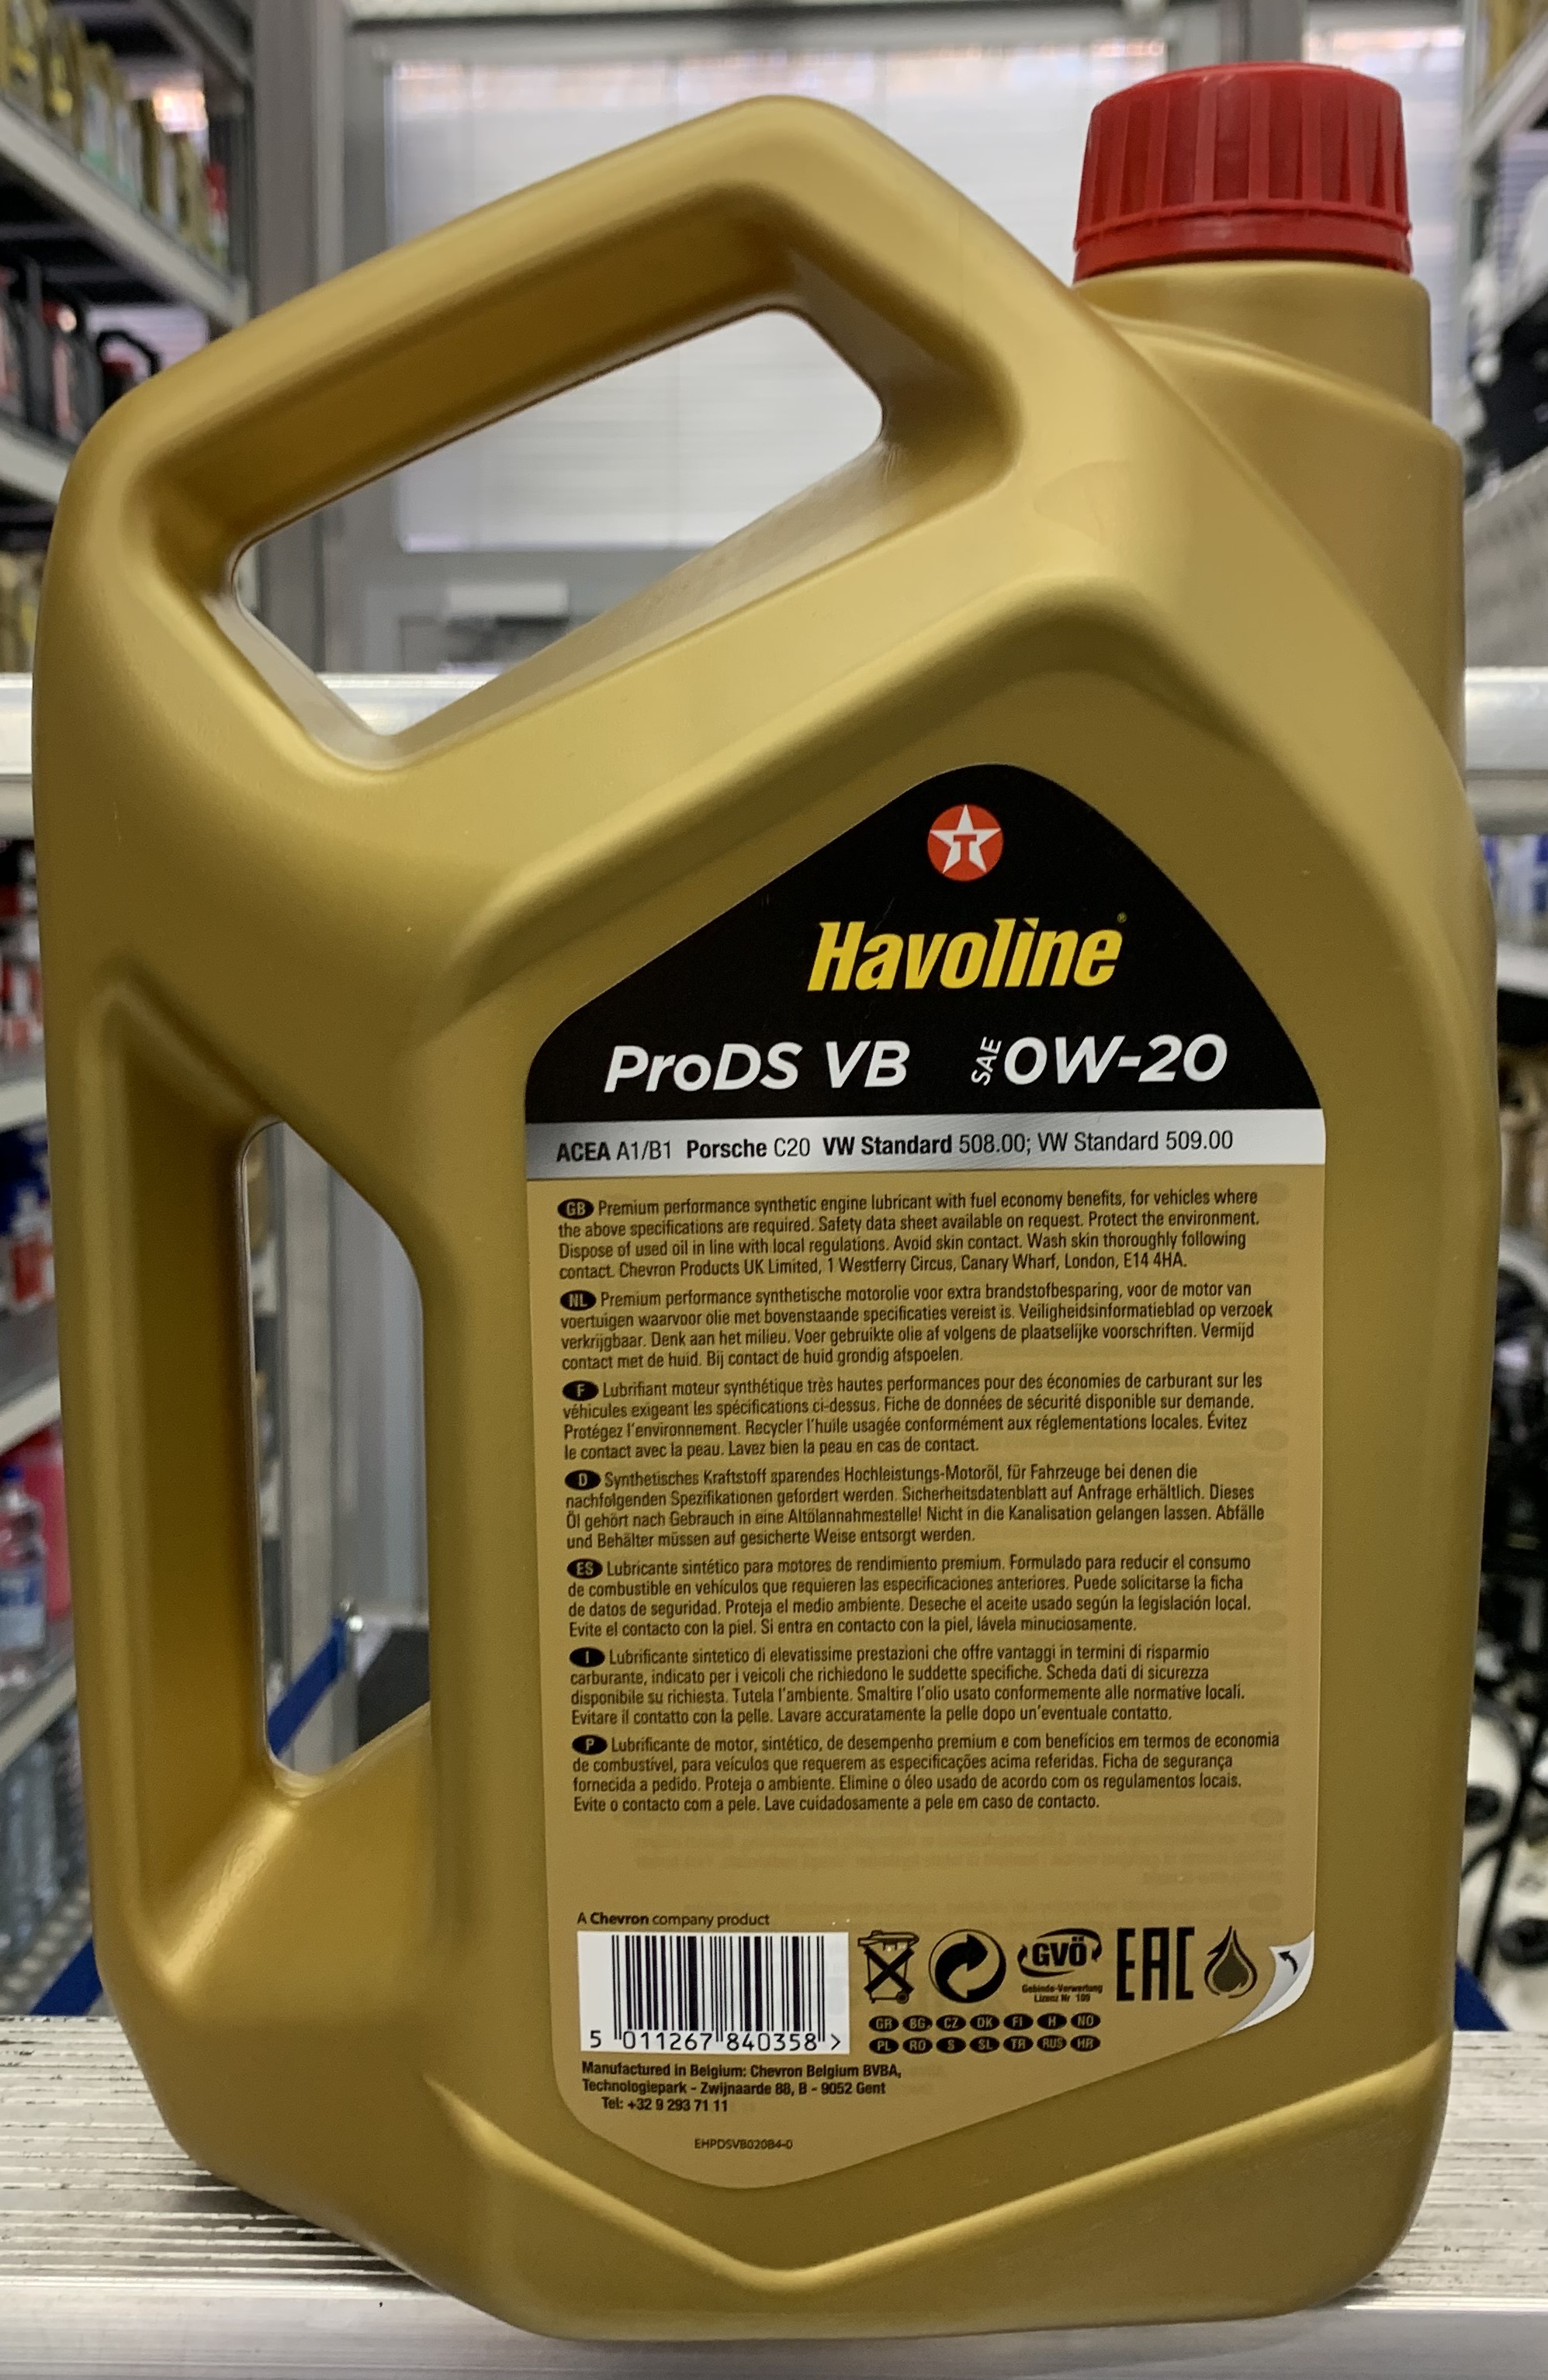 T
Havoline®
ProDS VB SAE 0W-20
ACEA A1/B1 Porsche C20 VW Standard 508.00; VW Standard 509.00
GB Premium performance synthetic engine lubricant with fuel economy benefits, for vehicles where
the above specifications are required. Safety data sheet available on request. Protect the environment.
Dispose of used oil in line with local regulations. Avoid skin contact. Wash skin thoroughly following
contact. Chevron Products UK Limited, 1 Westferry Circus, Canary Wharf, London, E14 4HA.
NL Premium performance synthetische motorolie voor extra brandstofbesparing, voor de motor van
voertuigen waarvoor olie met bovenstaande specificaties vereist is. Veiligheidsinformatieblad op verzoek
verkrijgbaar. Denk aan het milieu. Voer gebruikte olie af volgens de plaatselijke voorschriften. Vermijd
contact met de huid. Bij contact de huid grondig afspoelen.
F Lubrifiant moteur synthétique très hautes performances pour des économies de carburant sur les
véhicules exigeant les spécifications ci-dessus. Fiche de données de sécurité disponible sur demande.
Protégez l'environnement. Recycler l'huile usagée conformément aux réglementations locales. Évitez
le contact avec la peau. Lavez bien la peau en cas de contact.
D Synthetisches Kraftstoff sparendes Hochleistungs-Motoröl, für Fahrzeuge bei denen die
nachfolgenden Spezifikationen gefordert werden. Sicherheitsdatenblatt auf Anfrage erhältlich. Dieses
Öl gehört nach Gebrauch in eine Altölannahmestelle! Nicht in die Kanalisation gelangen lassen. Abfälle
und Behälter müssen auf gesicherte Weise entsorgt werden.
ES Lubricante sintético para motores de rendimiento premium. Formulado para reducir el consumo
de combustible en vehículos que requieren las especificaciones anteriores. Puede solicitarse la ficha
de datos de seguridad. Proteja el medio ambiente. Deseche el aceite usado según la legislación local.
Evite el contacto con la piel. Si entra en contacto con la piel, lávela minuciosamente.
I Lubrificante sintetico di elevatissime prestazioni che offre vantaggi in termini di risparmio
carburante, indicato per i veicoli che richiedono le suddette specifiche. Scheda dati di sicurezza
disponibile su richiesta. Tutela l'ambiente. Smaltire l'olio usato conformemente alle normative locali.
Evitare il contatto con la pelle. Lavare accuratamente la pelle dopo un'eventuale contatto.
P Lubrificante de motor, sintético, de desempenho premium e com benefícios em termos de economia
de combustível, para veículos que requerem as especificações acima referidas. Ficha de segurança
fornecida a pedido. Proteja o ambiente. Elimine o óleo usado de acordo com os regulamentos locais.
Evite o contacto com a pele. Lave cuidadosamente a pele em caso de contacto.
A Chevron company product
GVÖ
Gebinde-Verwertung
Lizenz Nr 109
EAC
GR BG CZ DK FI H NO
PL RO S SL TR RUS HR
5 011267 840358 >
Manufactured in Belgium: Chevron Belgium BVBA,
Technologiepark - Zwijnaarde 88, B - 9052 Gent
Tel: +32 9 293 71 11
EHPDSVB020B4-0